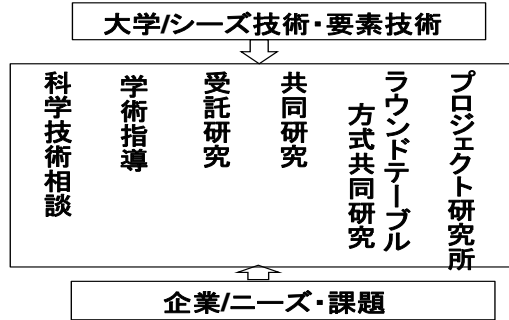 大学/シーズ技術・要素技術
科学技術相談
学術指導
受託研究
共同研究
ラウンドテーブル
方式共同研究
プロジェクト研究所
企業/ニーズ・課題